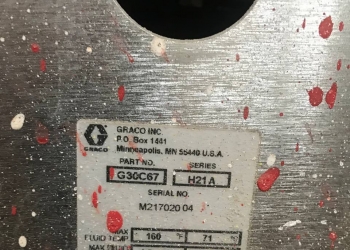 GRACO
GRACO INC.
P.O. Box 1441
Minneapolis, MN 55440 U.S.A.
PART NO. SERIES
G30C67 H21A
SERIAL NO.
M217020 04
MAX
FLUID TEMP 160 °F 71 °C